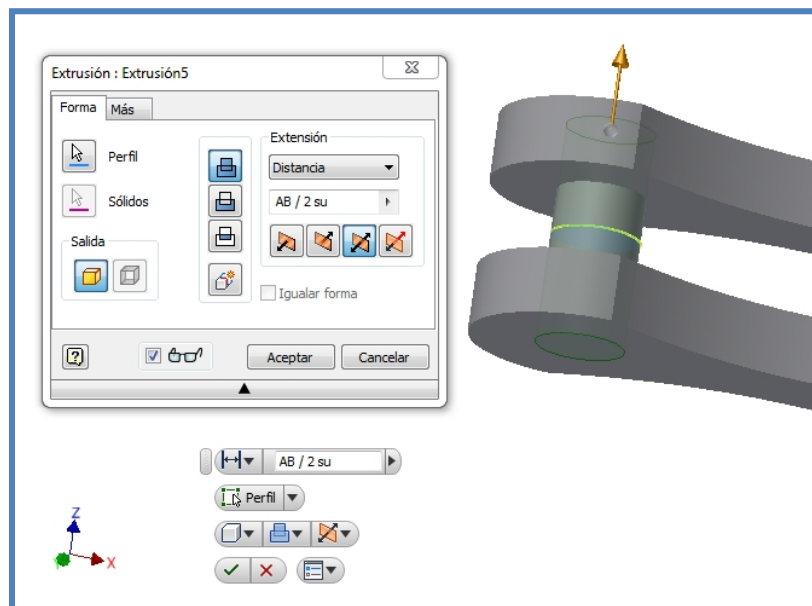 Extrusión : Extrusión5
Forma
Más
Perfil
Sólidos
Salida
Extensión
Distancia
AB / 2 su
Igualar forma
Aceptar
Cancelar
AB / 2 su
Perfil
Z
X